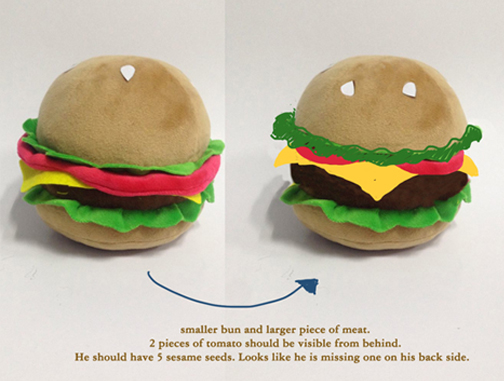 smaller bun and larger piece of meat.
2 pieces of tomato should be visible from behind.
He should have 5 sesame seeds. Looks like he is missing one on his back side.